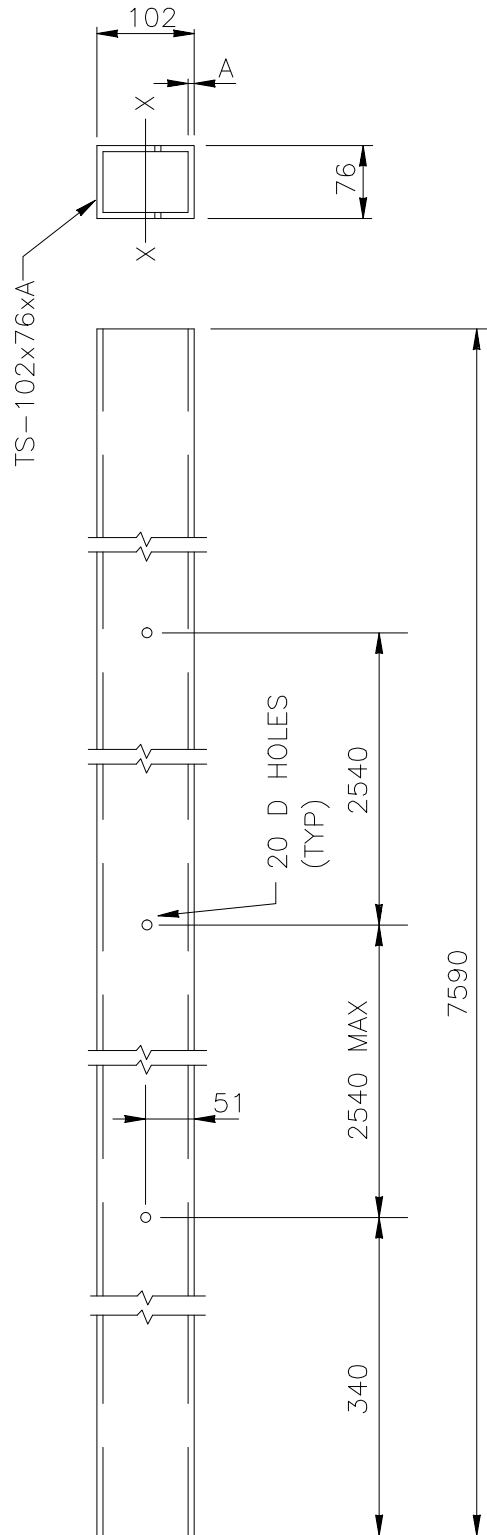 102
A
X
76
X
TS-102x76xA
20 D HOLES
(TYP)
2540
7590
2540 MAX
51
340